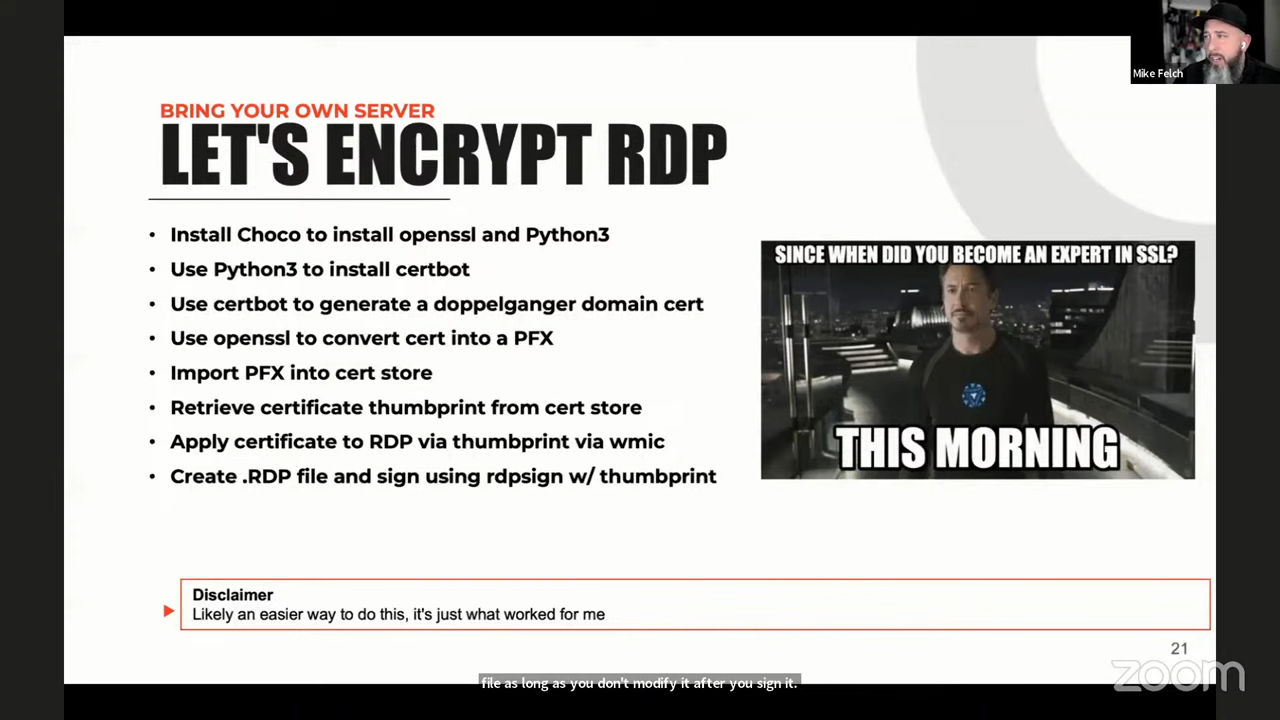 Mike Felch
BRING YOUR OWN SERVER
LET'S ENCRYPT RDP
• Install Choco to install openssl and Python3
• Use Python3 to install certbot
• Use certbot to generate a doppelganger domain cert
• Use openssl to convert cert into a PFX
• Import PFX into cert store
• Retrieve certificate thumbprint from cert store
• Apply certificate to RDP via thumbprint via wmic
• Create .RDP file and sign using rdpsign w/ thumbprint
SINCE WHEN DID YOU BECOME AN EXPERT IN SSL?
THIS MORNING
Disclaimer
Likely an easier way to do this, it's just what worked for me
21
zoom
file as long as you don't modify it after you sign it.